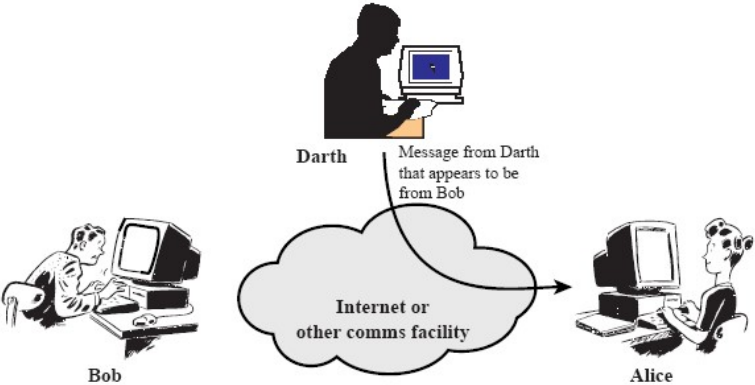 Darth
Message from Darth
that appears to be
from Bob
Internet or
other comms facility
Bob
Alice